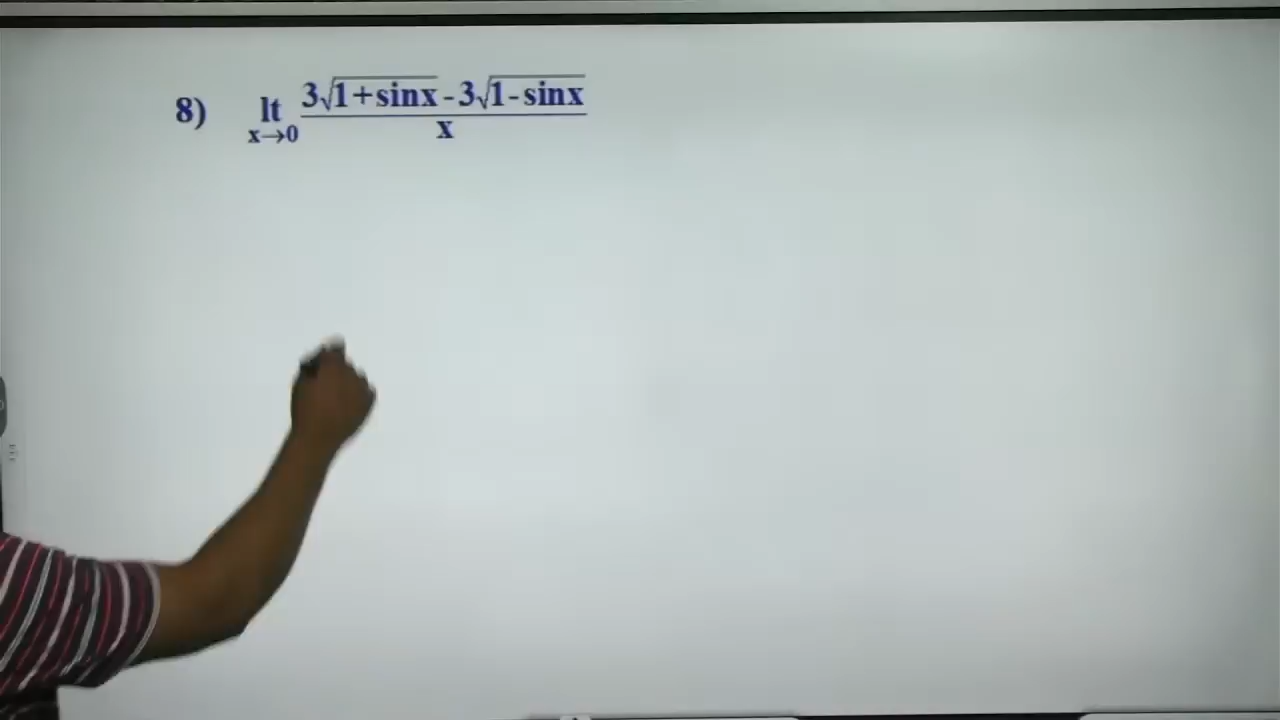 8) lt x→0 3√1+sinx - 3√1-sinx
x